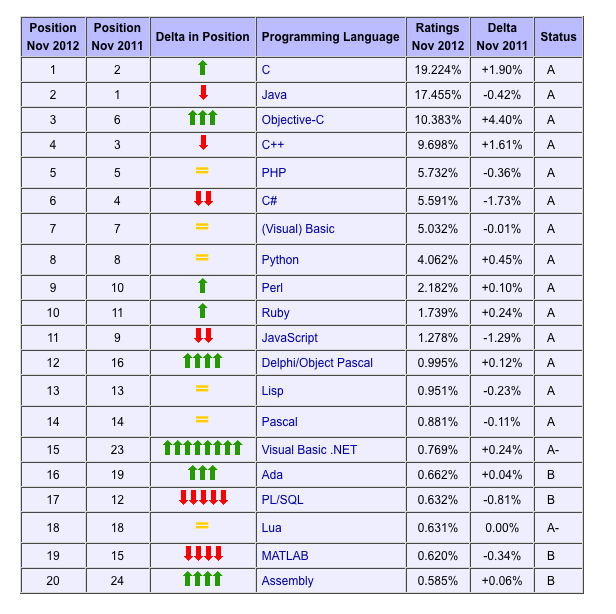 Position Nov 2012 Position Nov 2011 Delta in Position Programming Language Ratings Nov 2012 Delta Nov 2011 Status
1 2 C 19.224% +1.90% A
2 1 Java 17.455% -0.42% A
3 6 Objective-C 10.383% +4.40% A
4 3 C++ 9.698% +1.61% A
5 5 = PHP 5.732% -0.36% A
6 4 C# 5.591% -1.73% A
7 7 = (Visual) Basic 5.032% -0.01% A
8 8 = Python 4.062% +0.45% A
9 10 Perl 2.182% +0.10% A
10 11 Ruby 1.739% +0.24% A
11 9 JavaScript 1.278% -1.29% A
12 16 Delphi/Object Pascal 0.995% +0.12% A
13 13 = Lisp 0.951% -0.23% A
14 14 = Pascal 0.881% -0.11% A
15 23 Visual Basic .NET 0.769% +0.24% A-
16 19 Ada 0.662% +0.04% B
17 12 PL/SQL 0.632% -0.81% B
18 18 = Lua 0.631% 0.00% A-
19 15 MATLAB 0.620% -0.34% B
20 24 Assembly 0.585% +0.06% B